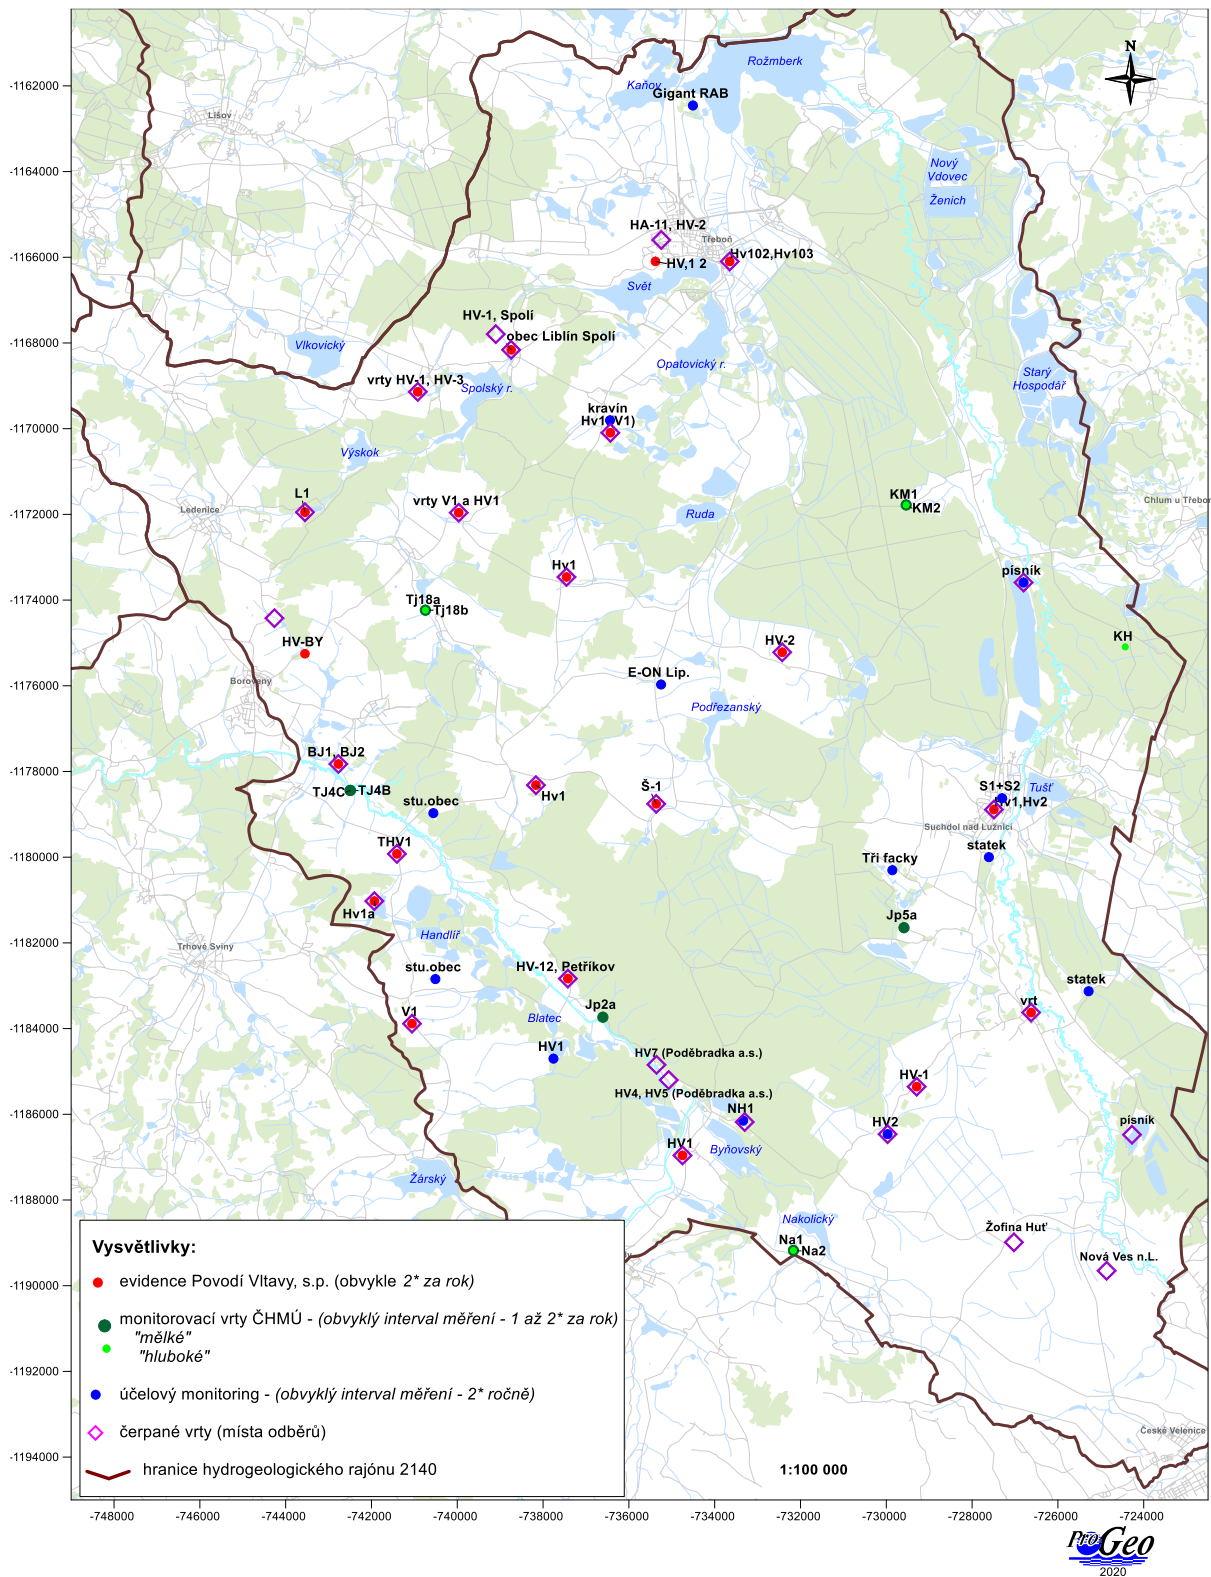 N
Rožmberk
Kaňov
Gigant RAB
-1162000
Lišov
Nový
Vdovec
-1164000
Ženich
HA-11, HV-2
Třeboň
Hv102,Hv103
-1166000
HV,1 2
Svět
HV-1, Spolí
obec Liblín Spolí
Vlkovický
-1168000
Opatovický r.
Starý
Hospodář
vrty HV-1, HV-3
Spolský r.
kravín
Hv1(V1)
-1170000
Výskok
L1
vrty V1 a HV1
KM1
KM2
Chlum u Třebor
Ledenice
Ruda
-1172000
Hv1
písník
-1174000
Tj18a
Tj18b
KH
HV-BY
HV-2
E-ON Lip.
Borovany
-1176000
Podřezanský
BJ1, BJ2
-1178000
TJ4C
TJ4B
Hv1
Š-1
S1+S2
Tušť
Hv1,Hv2
stu.obec
Suchdol nad Lužnicí
THV1
statek
-1180000
Tři facky
Hv1a
Jp5a
Handlíř
-1182000
Trhové Sviny
stu.obec
HV-12, Petříkov
statek
V1
Jp2a
vrt
Blatec
-1184000
HV1
HV7 (Poděbradka a.s.)
HV-1
HV4, HV5 (Poděbradka a.s.)
-1186000
NH1
HV2
písník
HV1
Byňovský
Žárský
-1188000
Nakolický
Žofina Huť
Na1
Na2
Nová Ves n.L.
-1190000
-1192000
-1194000
České Velenice
Vysvětlivky:
evidence Povodí Vltavy, s.p. (obvykle 2* za rok)
monitorovací vrty ČHMÚ - (obvyklý interval měření - 1 až 2* za rok)
"mělké"
"hluboké"
účelový monitoring - (obvyklý interval měření - 2* ročně)
čerpané vrty (místa odběrů)
hranice hydrogeologického rajónu 2140
1:100 000
-748000 -746000 -744000 -742000 -740000 -738000 -736000 -734000 -732000 -730000 -728000 -726000 -724000
ProGeo
2020